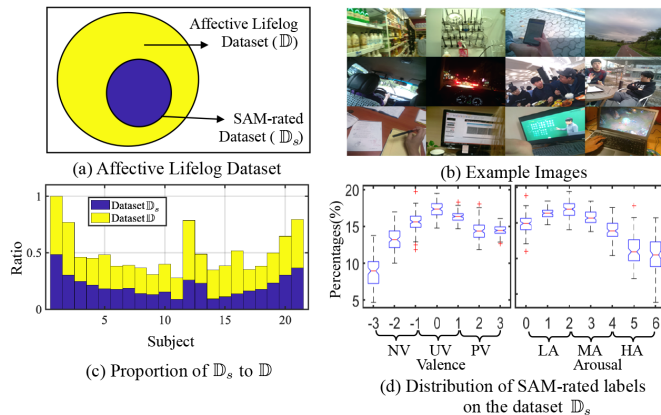 Affective Lifelog
Dataset (𝔻)
SAM-rated
Dataset (𝔻ₛ)
(a) Affective Lifelog Dataset
(b) Example Images
1
0.5
0
Ratio
Dataset 𝔻ₛ
Dataset 𝔻
5 10 15 20
Subject
(c) Proportion of 𝔻ₛ to 𝔻
20
15
10
5
Percentages(%)
-3 -2 -1 0 1 2 3
NV UV PV
Valence
0 1 2 3 4 5 6
LA MA HA
Arousal
(d) Distribution of SAM-rated labels
on the dataset 𝔻ₛ